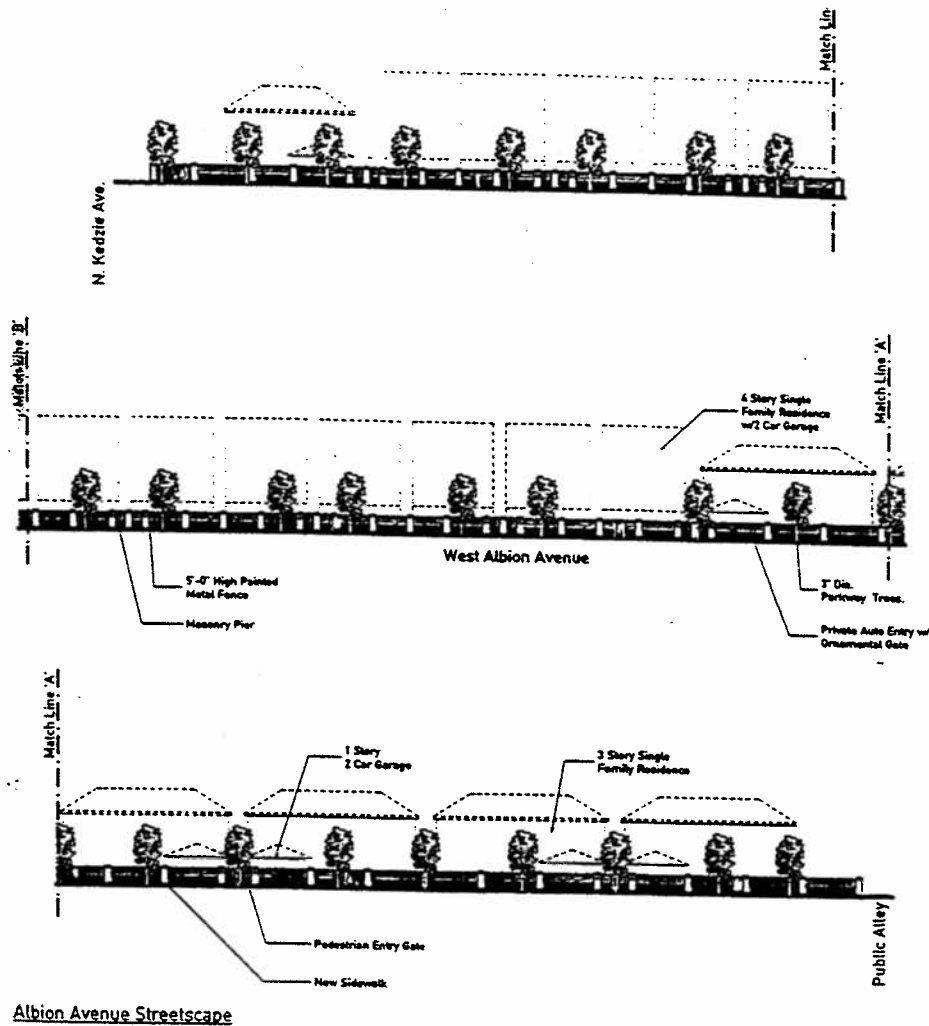 Match Lin
N. Kedzie Ave.
Match Line 'B'
Match Line 'A'
4 Story Single
Family Residence
w/2 Car Garage
West Albion Avenue
5'-0" High Painted
Metal Fence
Masonry Pier
3" Dia.
Parkway Trees.
Private Auto Entry w/
Ornamental Gate
Match Line 'A'
1 Story
2 Car Garage
3 Story Single
Family Residence
Pedestrian Entry Gate
New Sidewalk
Public Alley
Albion Avenue Streetscape